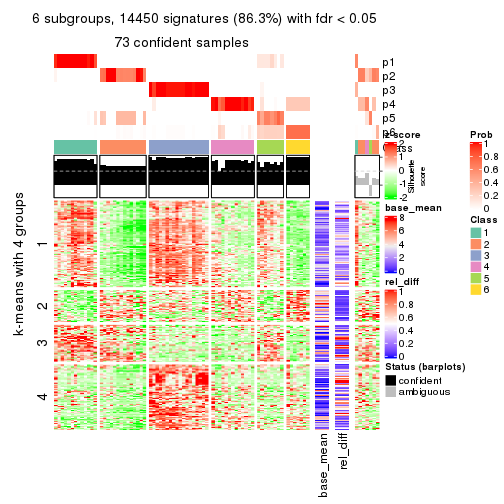 6 subgroups, 14450 signatures (86.3%) with fdr < 0.05
73 confident samples
p1
p2
p3
p4
p5
p6
Class
z-score
2
1
0
-1
-2
Silhouette
score
Prob
1
0.8
0.6
0.4
0.2
0
base_mean
8
6
4
2
0
Class
1
2
3
4
5
6
rel_diff
1
0.8
0.6
0.4
0.2
0
Status (barplots)
confident
ambiguous
k-means with 4 groups
1
2
3
4
base_mean
rel_diff